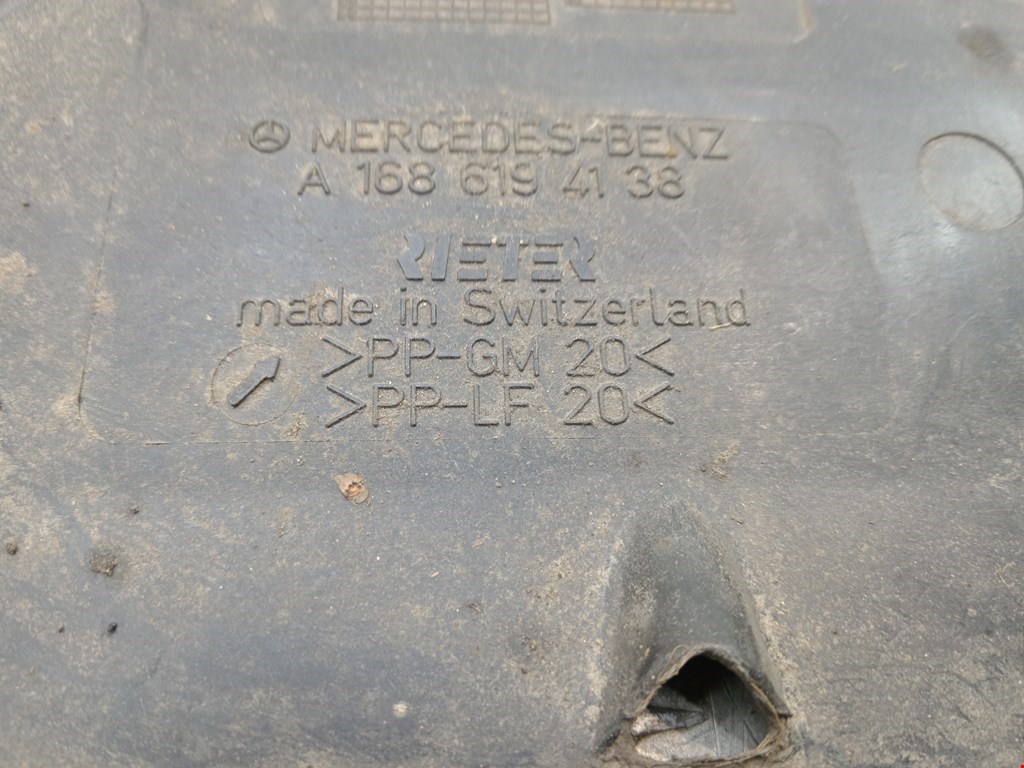 MERCEDES-BENZ
A 168 619 41 38
RIETER
made in Switzerland
>PP-GM 20<
>PP-LF 20<